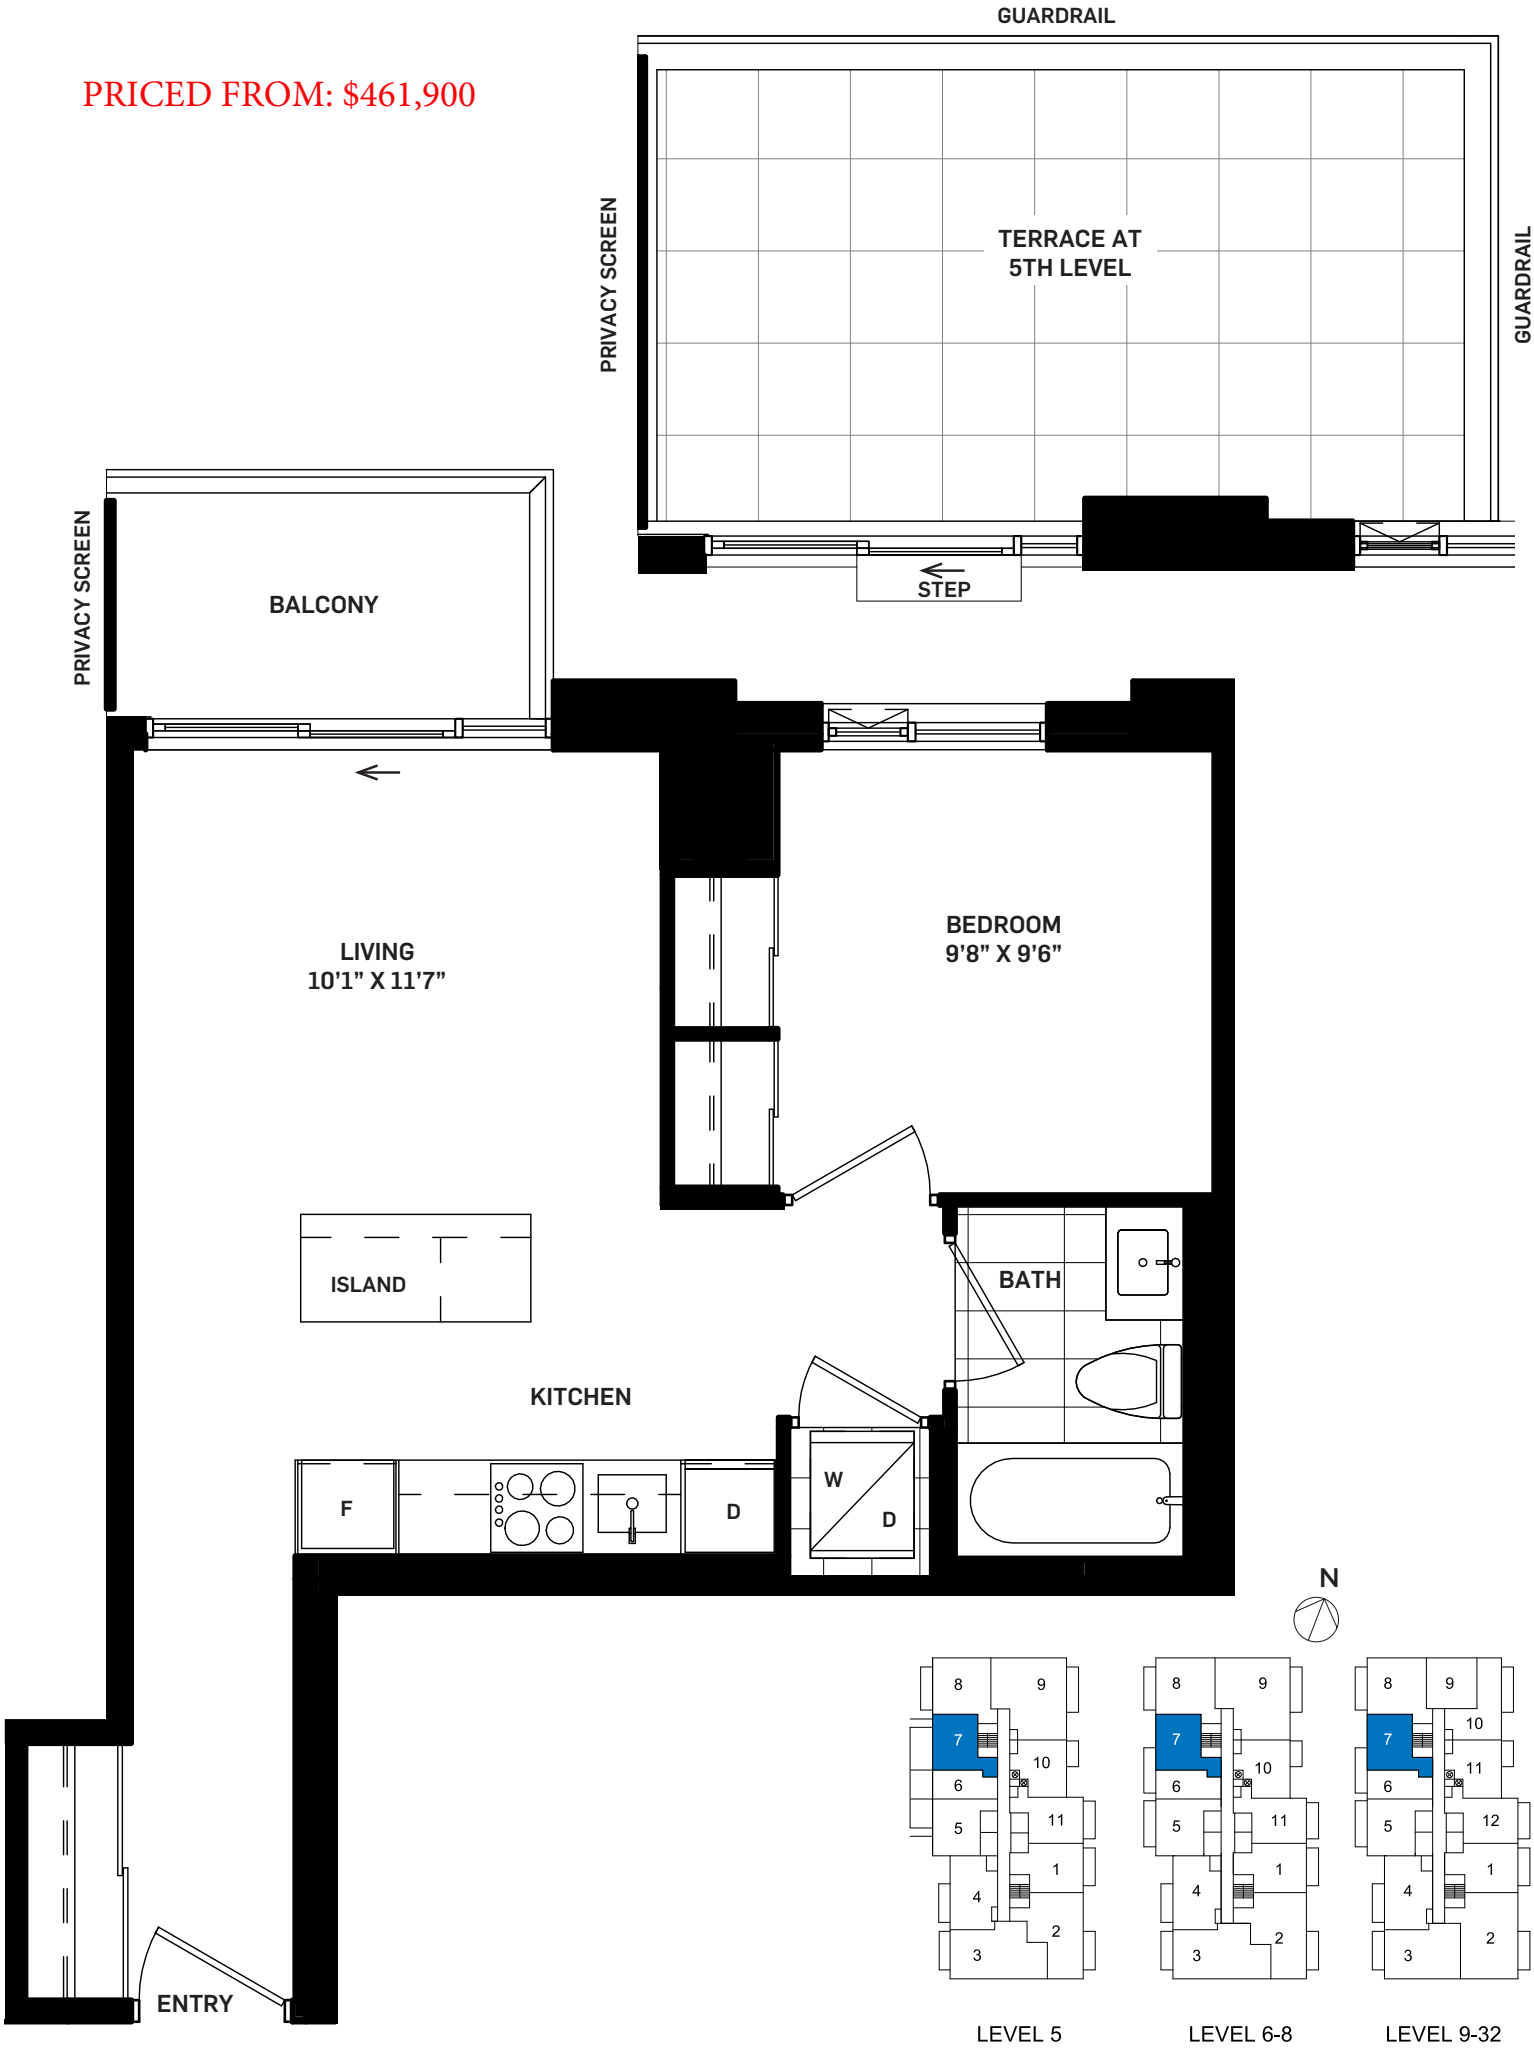 GUARDRAIL
PRICED FROM: $461,900
PRIVACY SCREEN
TERRACE AT
5TH LEVEL
GUARDRAIL
STEP
PRIVACY SCREEN
BALCONY
LIVING
10'1" X 11'7"
BEDROOM
9'8" X 9'6"
ISLAND
BATH
KITCHEN
F
D
W
D
ENTRY
N
8
9
7
10
6
5
11
1
4
2
3
LEVEL 5
8
9
7
10
6
5
11
1
4
2
3
LEVEL 6-8
8
9
10
7
11
6
5
12
1
4
2
3
LEVEL 9-32